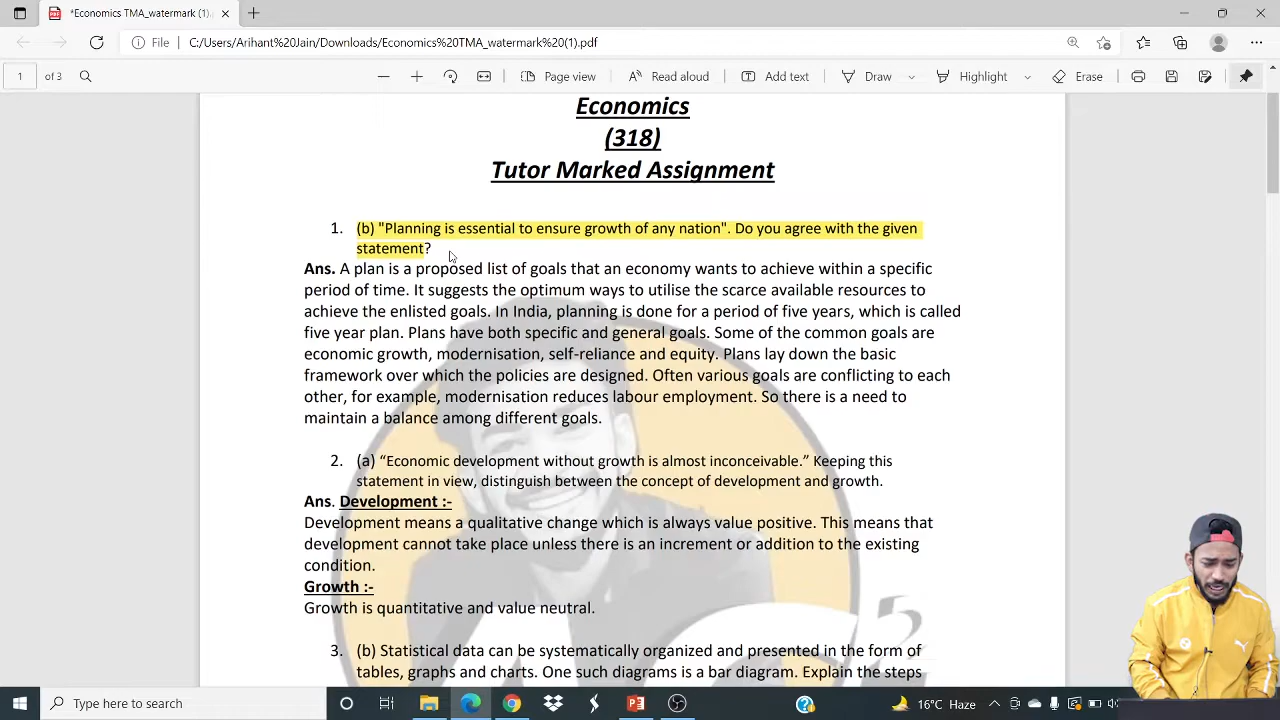 *Economics TMA_watermark (1).
File
C:/Users/Arihant%20Jain/Downloads/Economics%20TMA_watermark%20(1).pdf
1 of 3
Page view
Read aloud
Add text
Draw
Highlight
Erase
Economics
(318)
Tutor Marked Assignment
1. (b) "Planning is essential to ensure growth of any nation". Do you agree with the given
statement?
Ans. A plan is a proposed list of goals that an economy wants to achieve within a specific
period of time. It suggests the optimum ways to utilise the scarce available resources to
achieve the enlisted goals. In India, planning is done for a period of five years, which is called
five year plan. Plans have both specific and general goals. Some of the common goals are
economic growth, modernisation, self-reliance and equity. Plans lay down the basic
framework over which the policies are designed. Often various goals are conflicting to each
other, for example, modernisation reduces labour employment. So there is a need to
maintain a balance among different goals.
2. (a) “Economic development without growth is almost inconceivable.” Keeping this
statement in view, distinguish between the concept of development and growth.
Ans. Development :-
Development means a qualitative change which is always value positive. This means that
development cannot take place unless there is an increment or addition to the existing
condition.
Growth :-
Growth is quantitative and value neutral.
3. (b) Statistical data can be systematically organized and presented in the form of
tables, graphs and charts. One such diagrams is a bar diagram. Explain the steps
Type here to search
16°C Haze